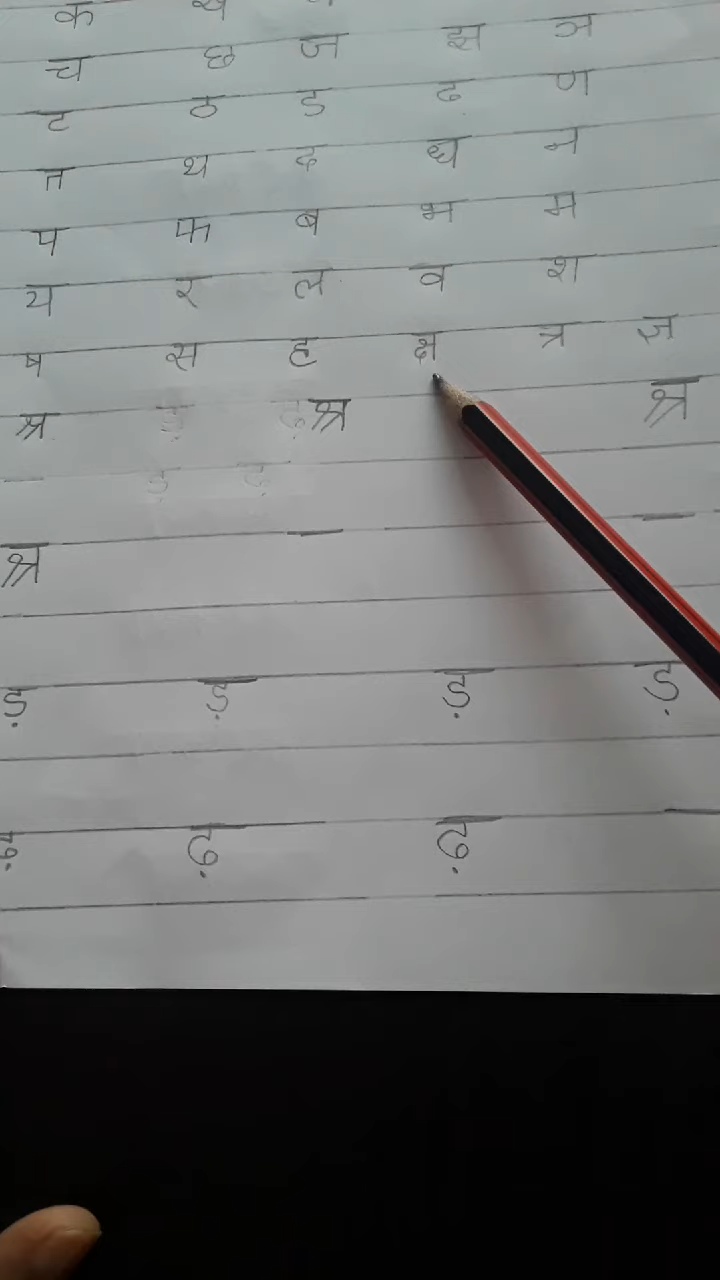 क ख
च छ ज झ ञ
ट ठ ड ढ ण
त थ द ध न
प फ ब भ म
य र ल व श
ष स ह क्ष त्र ज्ञ
श्र श्र श्र
श्र
ड़ ड़ ड़ ड़
ढ़ ढ़ ढ़